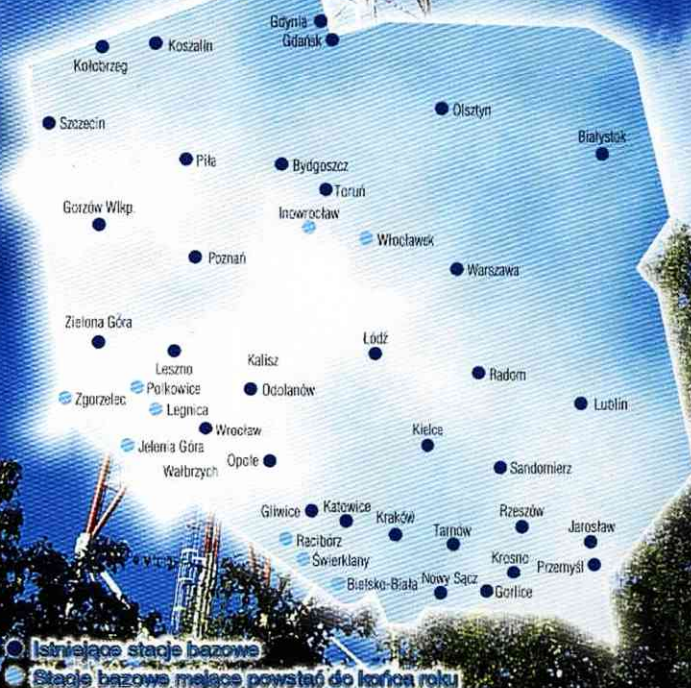 Gdynia
Gdańsk
Koszalin
Kołobrzeg
Szczecin
Olsztyn
Białystok
Piła
Bydgoszcz
Toruń
Inowrocław
Gorzów Wlkp.
Włocławek
Poznań
Warszawa
Zielona Góra
Łódź
Leszno
Kalisz
Radom
Polkowice
Odolanów
Zgorzelec
Legnica
Lublin
Wrocław
Kielce
Jelenia Góra
Opole
Wałbrzych
Sandomierz
Gliwice
Katowice
Kraków
Rzeszów
Jarosław
Tarnów
Racibórz
Świerklany
Krosno
Przemyśl
Bielsko-Biała
Nowy Sącz
Gorlice
Istniejące stacje bazowe
Stacje bazowe mające powstać do końca roku